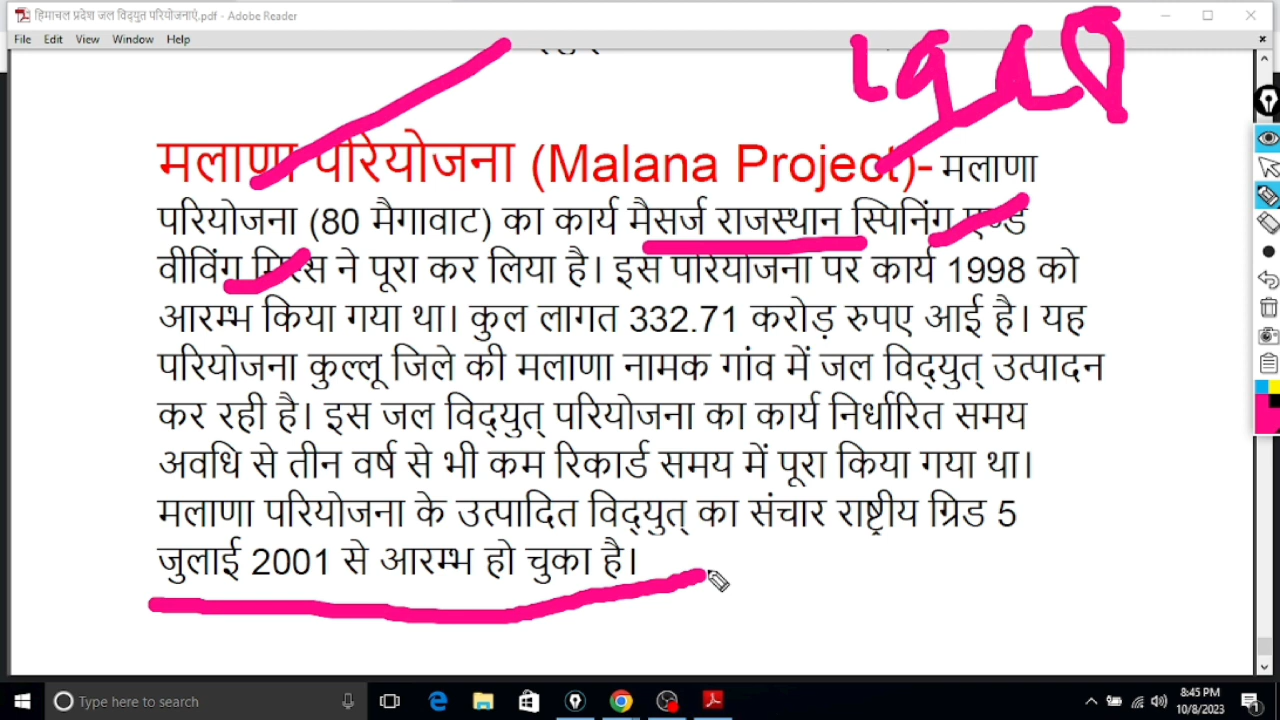 हिमाचल प्रदेश जल विद्युत परियोजनाएं.pdf - Adobe Reader
File Edit View Window Help
मलाणा परियोजना (Malana Project)- मलाणा
परियोजना (80 मैगावाट) का कार्य मैसर्ज राजस्थान स्पिनिंग एण्ड
वीविंग मिल्स ने पूरा कर लिया है। इस परियोजना पर कार्य 1998 को
आरम्भ किया गया था। कुल लागत 332.71 करोड़ रुपए आई है। यह
परियोजना कुल्लू जिले की मलाणा नामक गांव में जल विद्युत् उत्पादन
कर रही है। इस जल विद्युत् परियोजना का कार्य निर्धारित समय
अवधि से तीन वर्ष से भी कम रिकार्ड समय में पूरा किया गया था।
मलाणा परियोजना के उत्पादित विद्युत् का संचार राष्ट्रीय ग्रिड 5
जुलाई 2001 से आरम्भ हो चुका है।
Type here to search
8:45 PM
10/8/2023